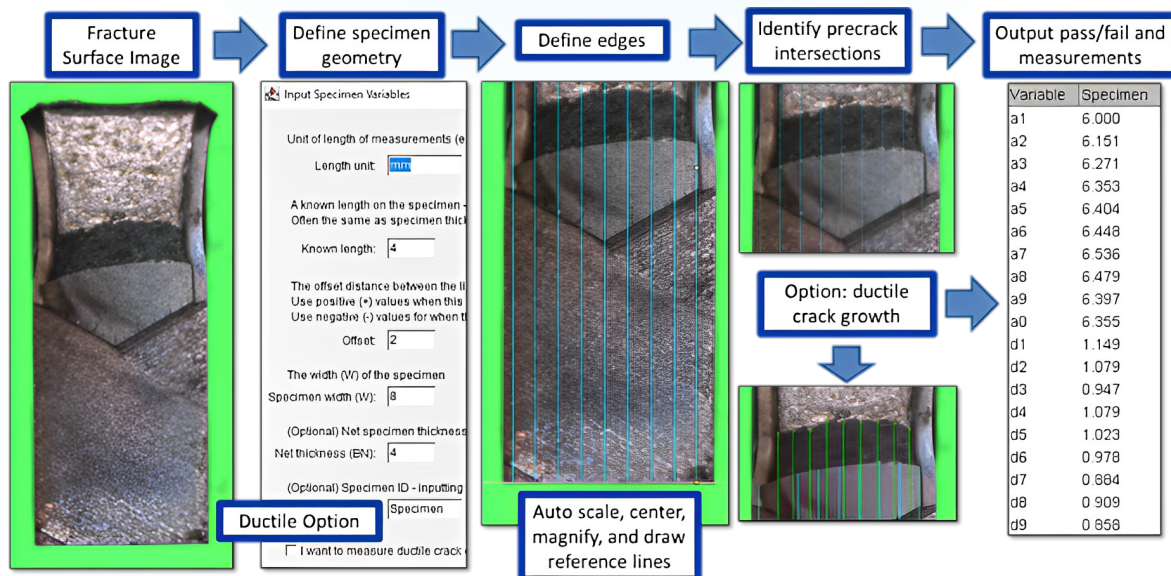 Fracture
Surface Image
Define specimen
geometry
Define edges
Identify precrack
intersections
Output pass/fail and
measurements
Input Specimen Variables
Unit of length of measurements (e
Length unit: mm
A known length on the specimen -
Often the same as specimen thick
Known length: 4
The offset distance between the li
Use positive (+) values when this
Use negative (-) values for when th
Offset: 2
The width (W) of the specimen
Specimen width (W): 8
(Optional) Net specimen thickness
Net thickness (BN): 4
(Optional) Specimen ID - inputting
Specimen
I want to measure ductile crack
Ductile Option
Auto scale, center,
magnify, and draw
reference lines
Option: ductile
crack growth
Variable Specimen
a1 6.000
a2 6.151
a3 6.271
a4 6.353
a5 6.404
a6 6.448
a7 6.536
a8 6.479
a9 6.397
a0 6.355
d1 1.149
d2 1.079
d3 0.947
d4 1.079
d5 1.023
d6 0.978
d7 0.884
d8 0.909
d9 0.858